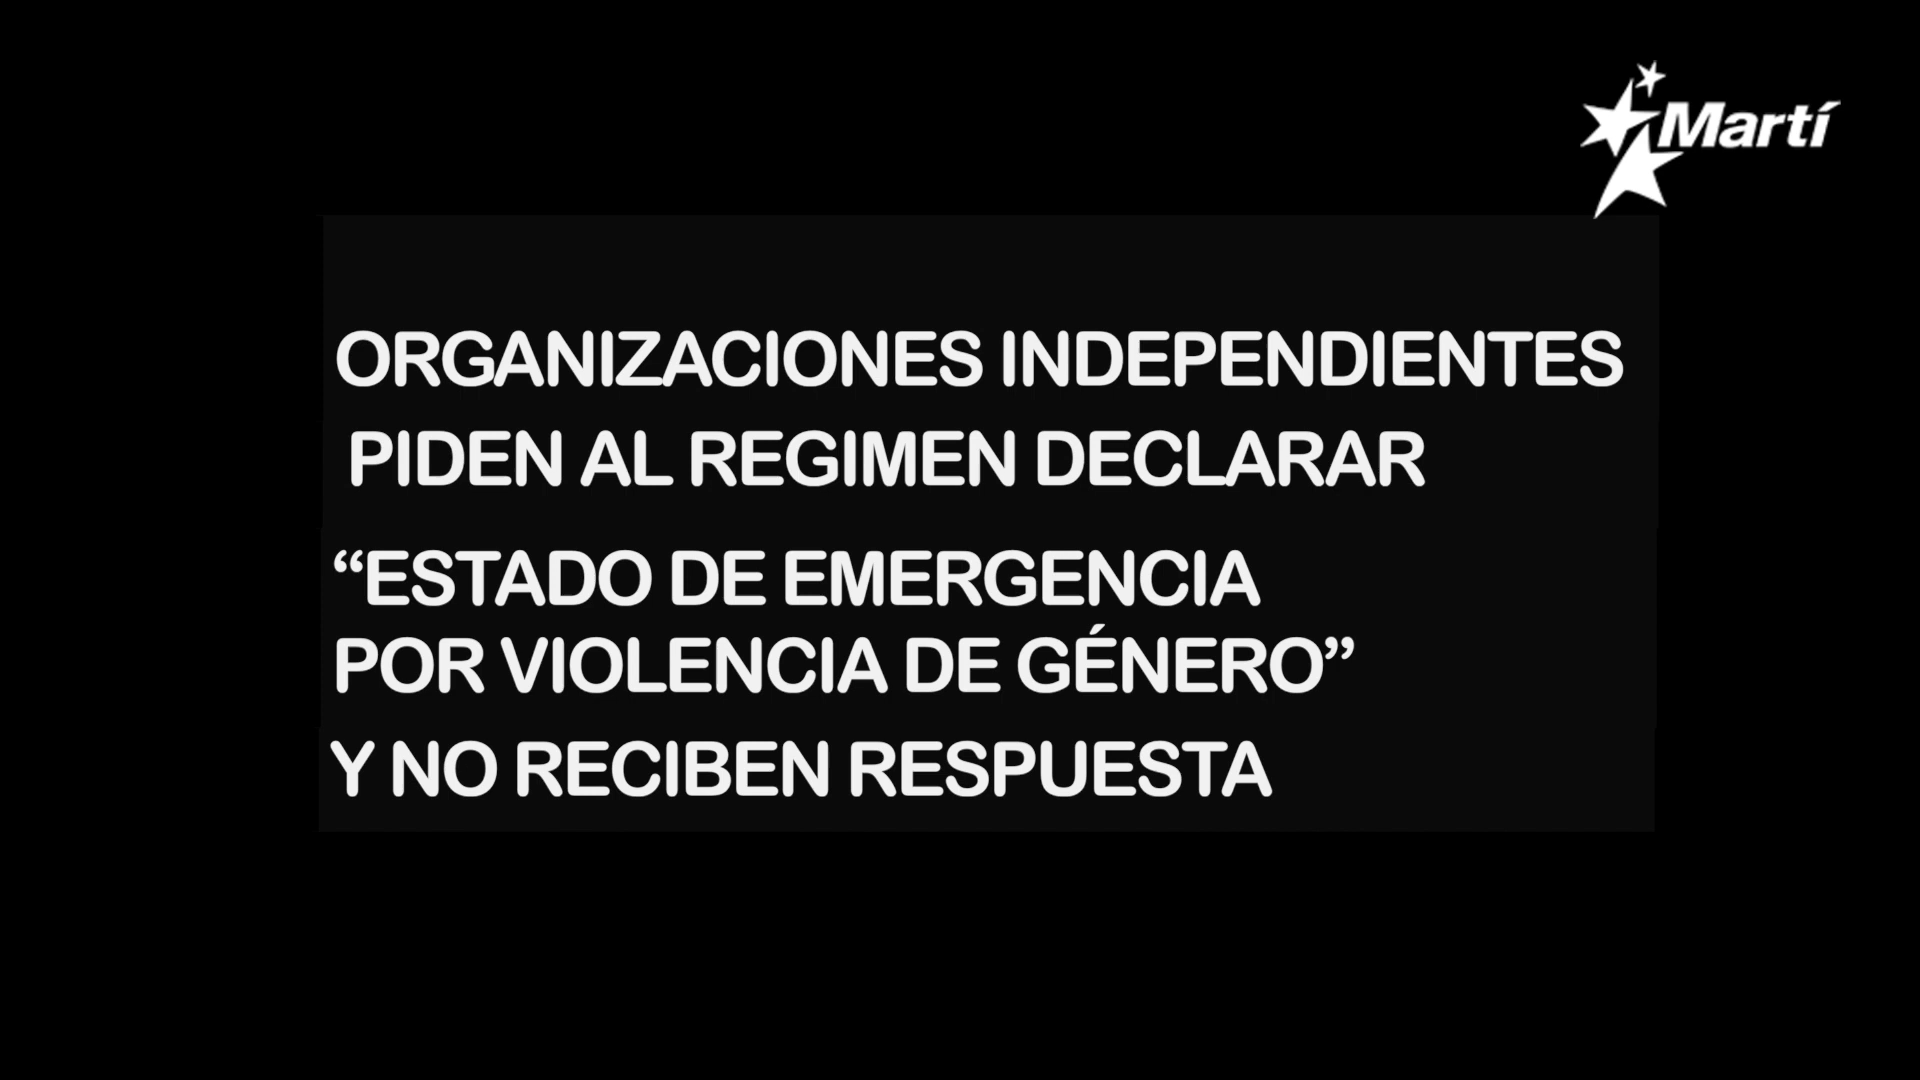 Martí
ORGANIZACIONES INDEPENDIENTES
PIDEN AL REGIMEN DECLARAR
“ESTADO DE EMERGENCIA
POR VIOLENCIA DE GÉNERO”
Y NO RECIBEN RESPUESTA